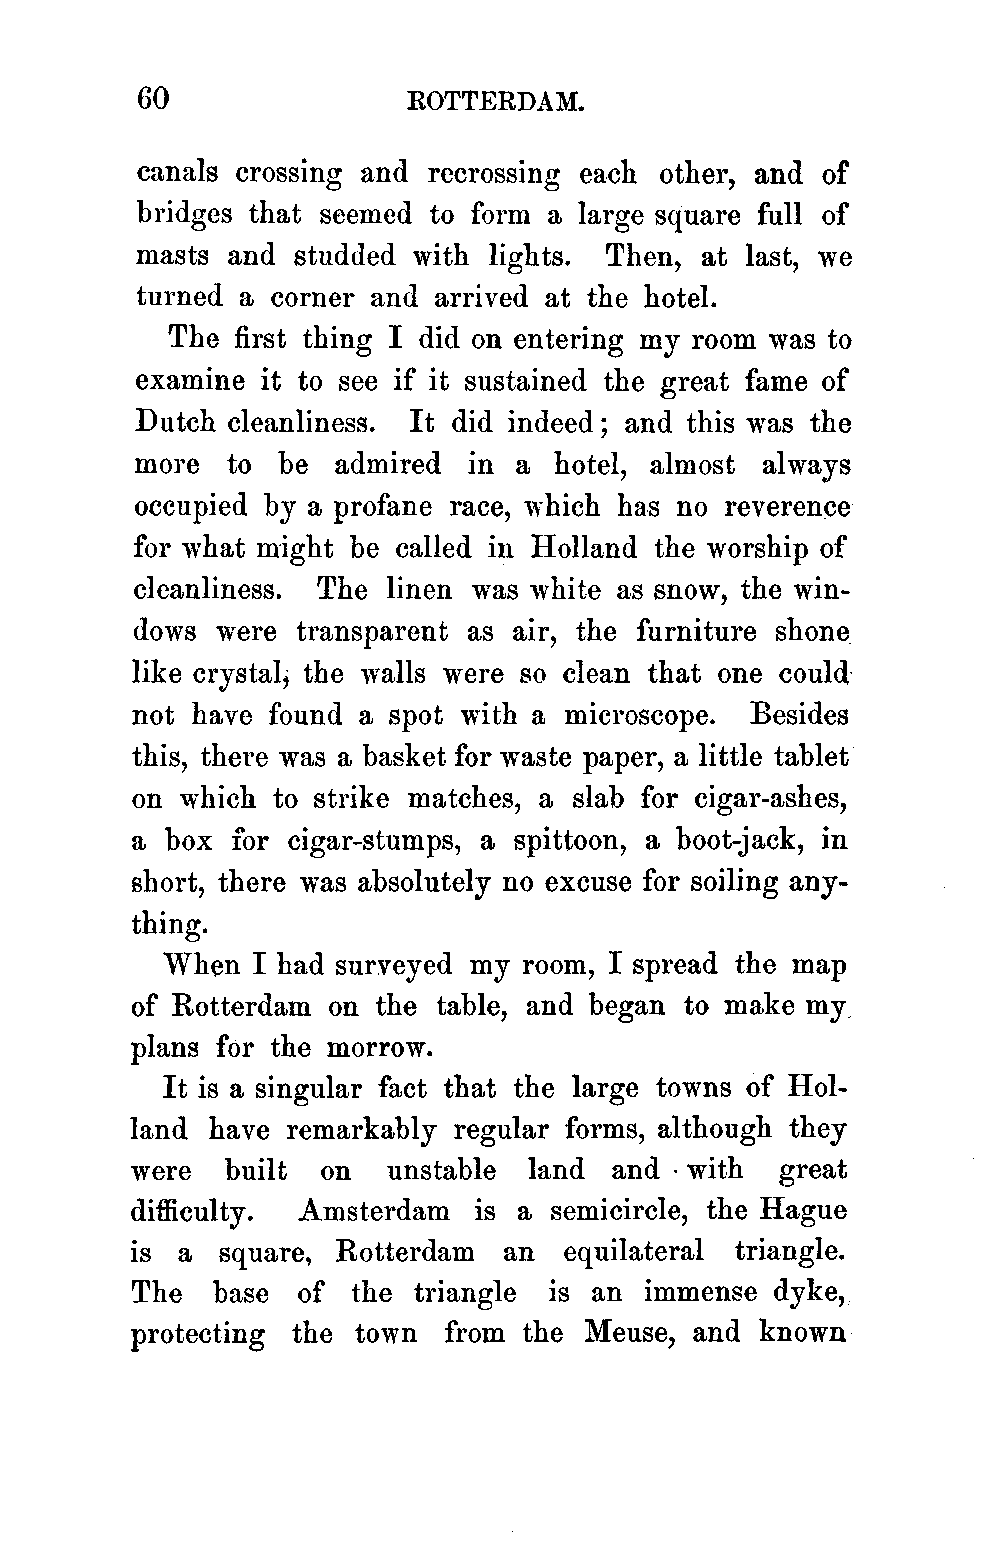 60 ROTTERDAM.
canals crossing and recrossing each other, and of
bridges that seemed to form a large square full of
masts and studded with lights. Then, at last, we
turned a corner and arrived at the hotel.
The first thing I did on entering my room was to
examine it to see if it sustained the great fame of
Dutch cleanliness. It did indeed; and this was the
more to be admired in a hotel, almost always
occupied by a profane race, which has no reverence
for what might be called in Holland the worship of
cleanliness. The linen was white as snow, the win-
dows were transparent as air, the furniture shone
like crystal, the walls were so clean that one could
not have found a spot with a microscope. Besides
this, there was a basket for waste paper, a little tablet
on which to strike matches, a slab for cigar-ashes,
a box for cigar-stumps, a spittoon, a boot-jack, in
short, there was absolutely no excuse for soiling any-
thing.
When I had surveyed my room, I spread the map
of Rotterdam on the table, and began to make my
plans for the morrow.
It is a singular fact that the large towns of Hol-
land have remarkably regular forms, although they
were built on unstable land and with great
difficulty. Amsterdam is a semicircle, the Hague
is a square, Rotterdam an equilateral triangle.
The base of the triangle is an immense dyke,
protecting the town from the Meuse, and known